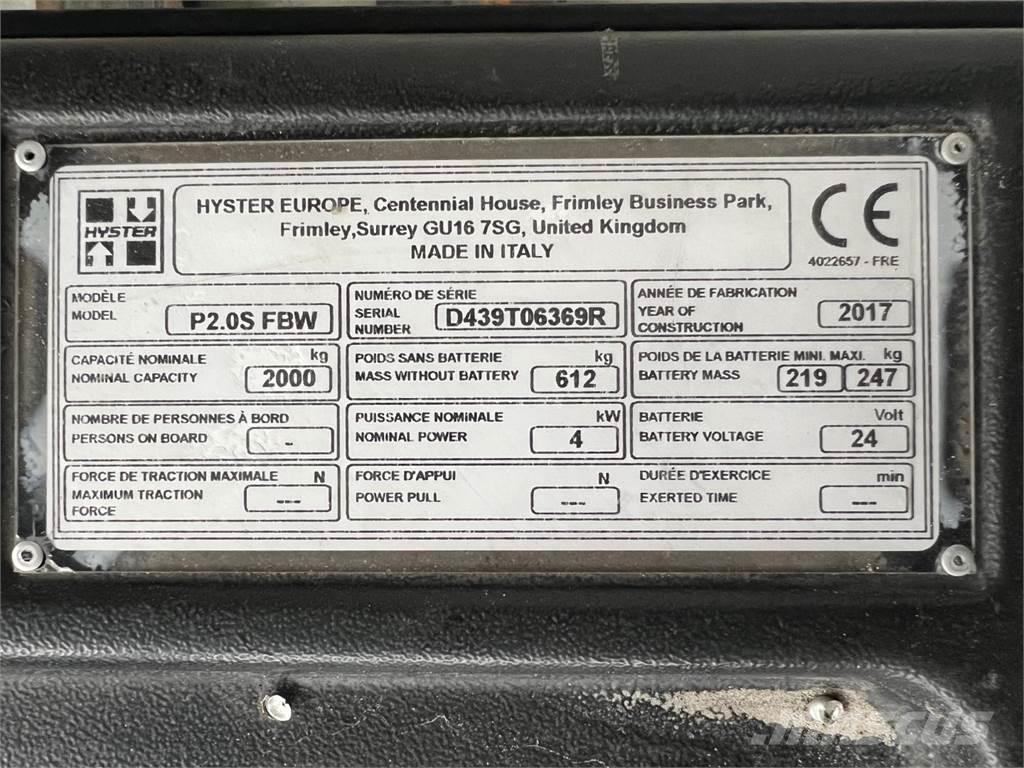 HYSTER
HYSTER EUROPE, Centennial House, Frimley Business Park,
Frimley,Surrey GU16 7SG, United Kingdom
MADE IN ITALY
CE
4022657 - FRE
MODÈLE
MODEL
P2.0S FBW
NUMÉRO DE SÉRIE
SERIAL
NUMBER
D439T06369R
ANNÉE DE FABRICATION
YEAR OF
CONSTRUCTION
2017
CAPACITÉ NOMINALE kg
NOMINAL CAPACITY 2000
POIDS SANS BATTERIE kg
MASS WITHOUT BATTERY 612
POIDS DE LA BATTERIE MINI. MAXI. kg
BATTERY MASS 219 247
NOMBRE DE PERSONNES À BORD
PERSONS ON BOARD -
PUISSANCE NOMINALE kW
NOMINAL POWER 4
BATTERIE Volt
BATTERY VOLTAGE 24
FORCE DE TRACTION MAXIMALE N
MAXIMUM TRACTION
FORCE
---
FORCE D'APPUI N
POWER PULL ---
DURÉE D'EXERCICE min
EXERTED TIME ---
MASCUS